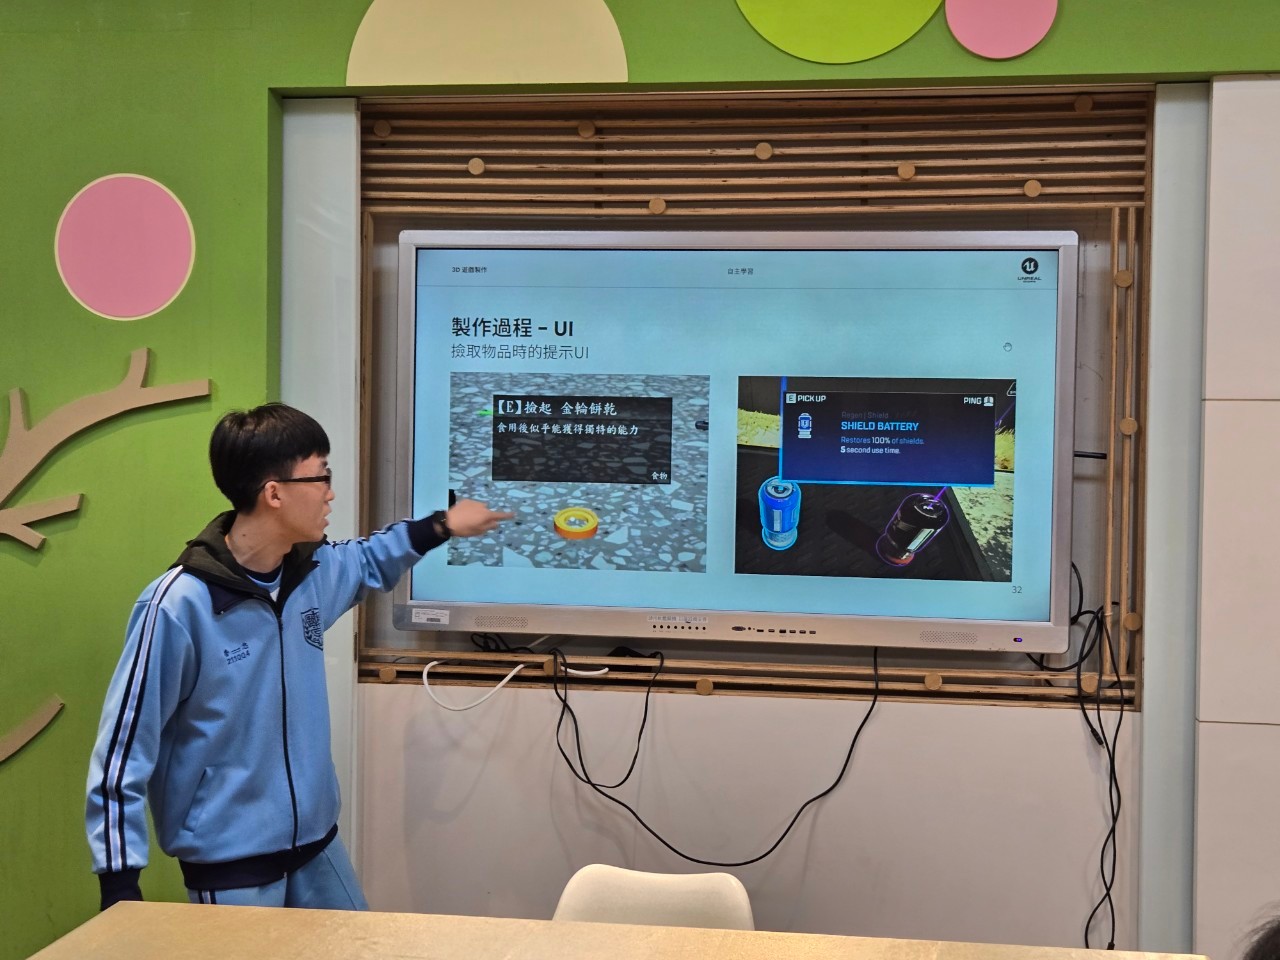 3D 遊戲製作
自主學習
UNREAL
製作過程 – UI
撿取物品時的提示UI
【E】撿起 金輪餅乾
食用後似乎能獲得獨特的能力
食物
E PICK UP
PING
Regen | Shield
SHIELD BATTERY
Restores 100% of shields.
5 second use time.
32
211004